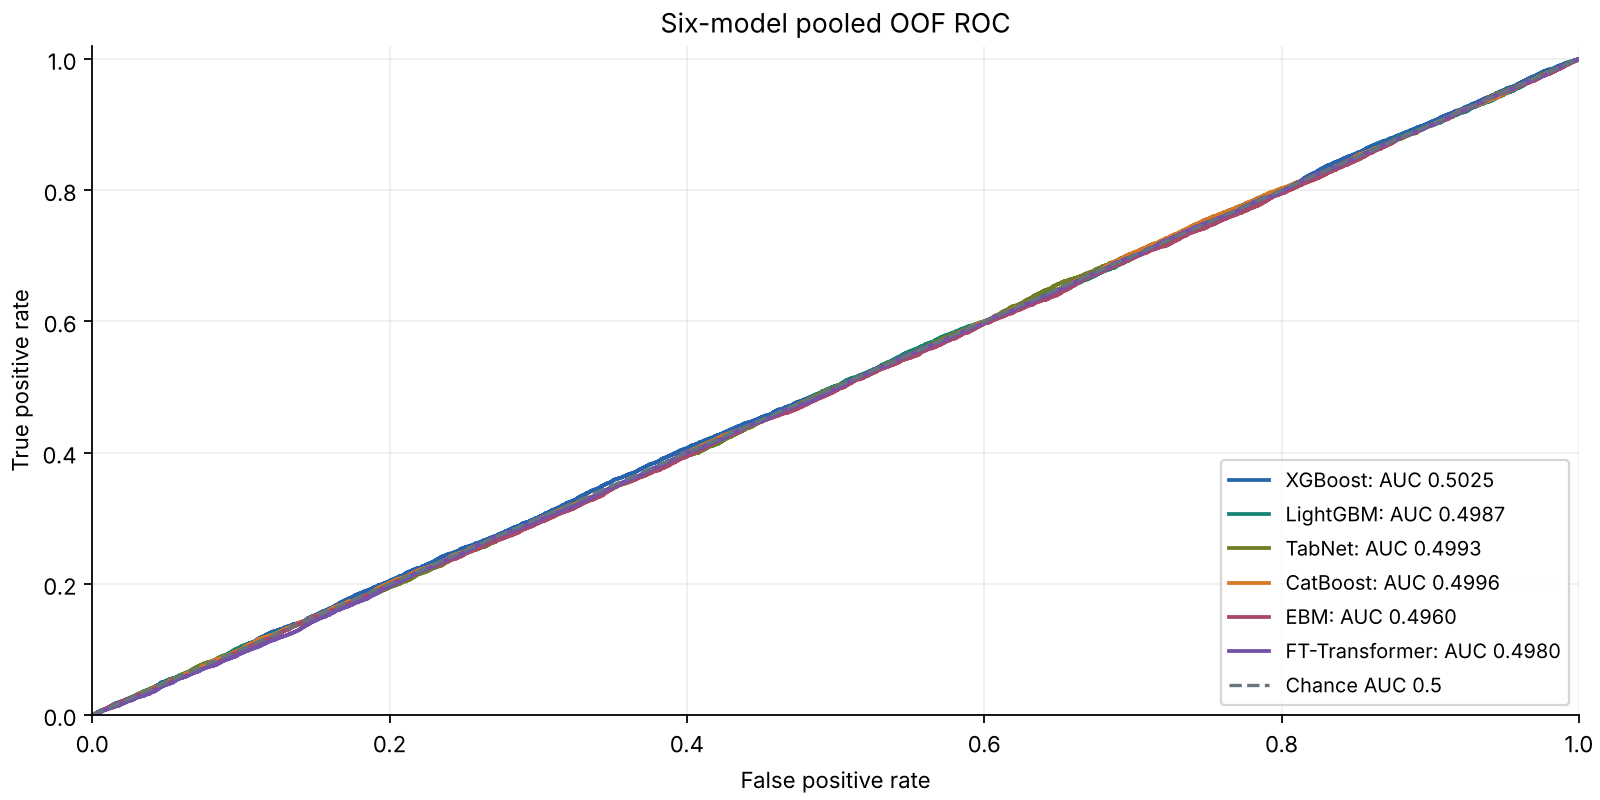 Six-model pooled OOF ROC
True positive rate
1.0
0.8
0.6
0.4
0.2
0.0
XGBoost: AUC 0.5025
LightGBM: AUC 0.4987
TabNet: AUC 0.4993
CatBoost: AUC 0.4996
EBM: AUC 0.4960
FT-Transformer: AUC 0.4980
Chance AUC 0.5
0.0 0.2 0.4 0.6 0.8 1.0
False positive rate